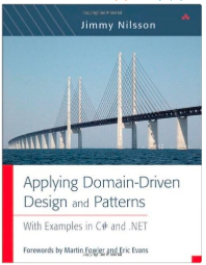 Jimmy Nilsson
Applying Domain-Driven
Design and Patterns
With Examples in C# and .NET
Forewords by Martin Fowler and Eric Evans